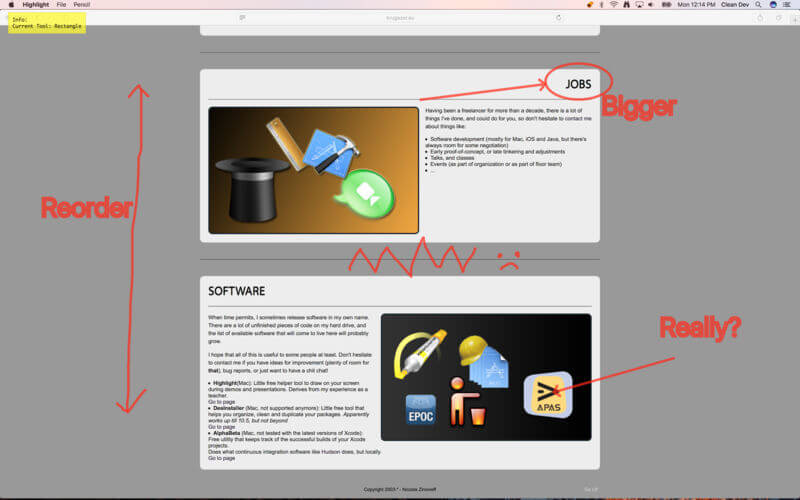 Highlight File Pencil
Mon 12:14 PM Clean Dev
Info:
Current Tool: Rectangle
krugazor.eu
JOBS
Bigger
Having been a freelancer for more than a decade, there is a lot of
things I've done, and could do for you, so don't hesitate to contact me
about things like:
• Software development (mostly for Mac, iOS and Java, but there's
always room for some negotiation)
• Early proof-of-concept, or late tinkering and adjustments
• Talks, and classes
• Events (as part of organization or as part of floor team)
• ...
Reorder
SOFTWARE
When time permits, I sometimes release software in my own name.
There are a lot of unfinished pieces of code on my hard drive, and
the list of available software that will come to live here will probably
grow.
I hope that all of this is useful to some people at least. Don't hesitate
to contact me if you have ideas for improvement (plenty of room for
that), bug reports, or just want to have a chill chat!
• Highlight(Mac): Little free helper tool to draw on your screen
during demos and presentations. Derives from my experience as a
teacher.
Go to page
• Desinstaller (Mac, not supported anymore): Little free tool that
helps you organize, clean and duplicate your packages. Apparently
works up till 10.5, but not beyond
Go to page
• AlphaBeta (Mac, not tested with the latest versions of Xcode):
Free utility that keeps track of the successful builds of your Xcode
projects.
Does what continuous integration software like Hudson does, but locally.
Go to page
Really?
EPOC
APAS
Copyright 2003-* - Nicolas Zinovieff
Go UP